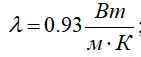 λ = 0.93 Вт/(м · К);